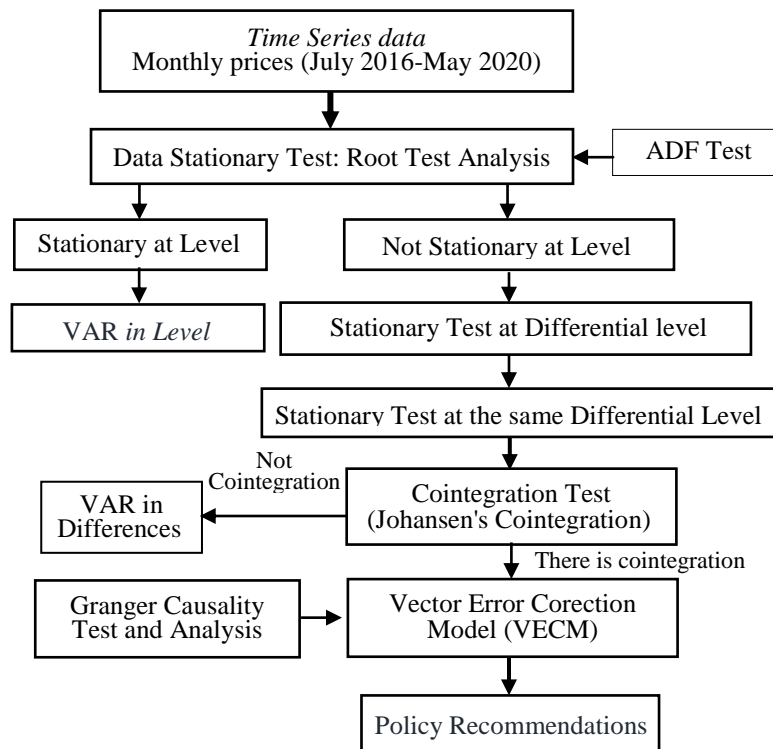 Time Series data
Monthly prices (July 2016-May 2020)
Data Stationary Test: Root Test Analysis
ADF Test
Stationary at Level
Not Stationary at Level
VAR in Level
Stationary Test at Differential level
Stationary Test at the same Differential Level
Not
Cointegration
VAR in
Differences
Cointegration Test
(Johansen's Cointegration)
There is cointegration
Granger Causality
Test and Analysis
Vector Error Corection
Model (VECM)
Policy Recommendations